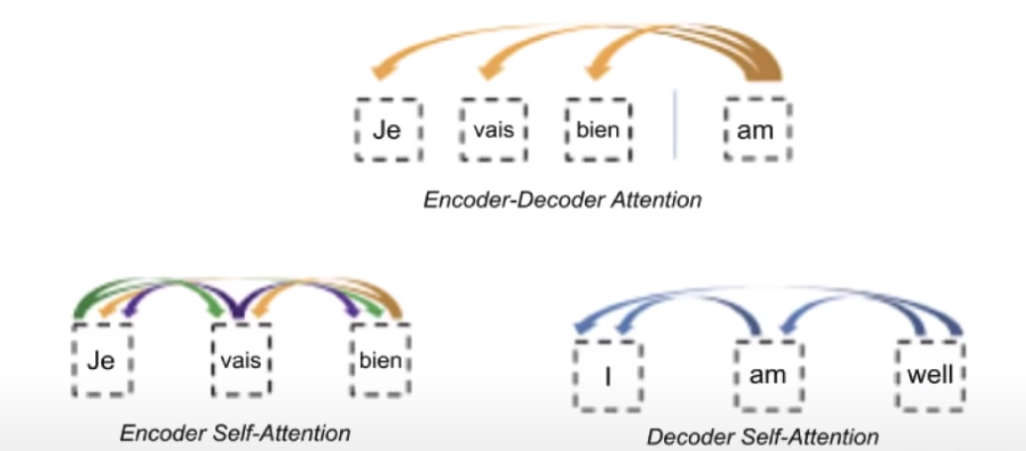 Je vais bien am
Encoder-Decoder Attention
Je vais bien
Encoder Self-Attention
I am well
Decoder Self-Attention